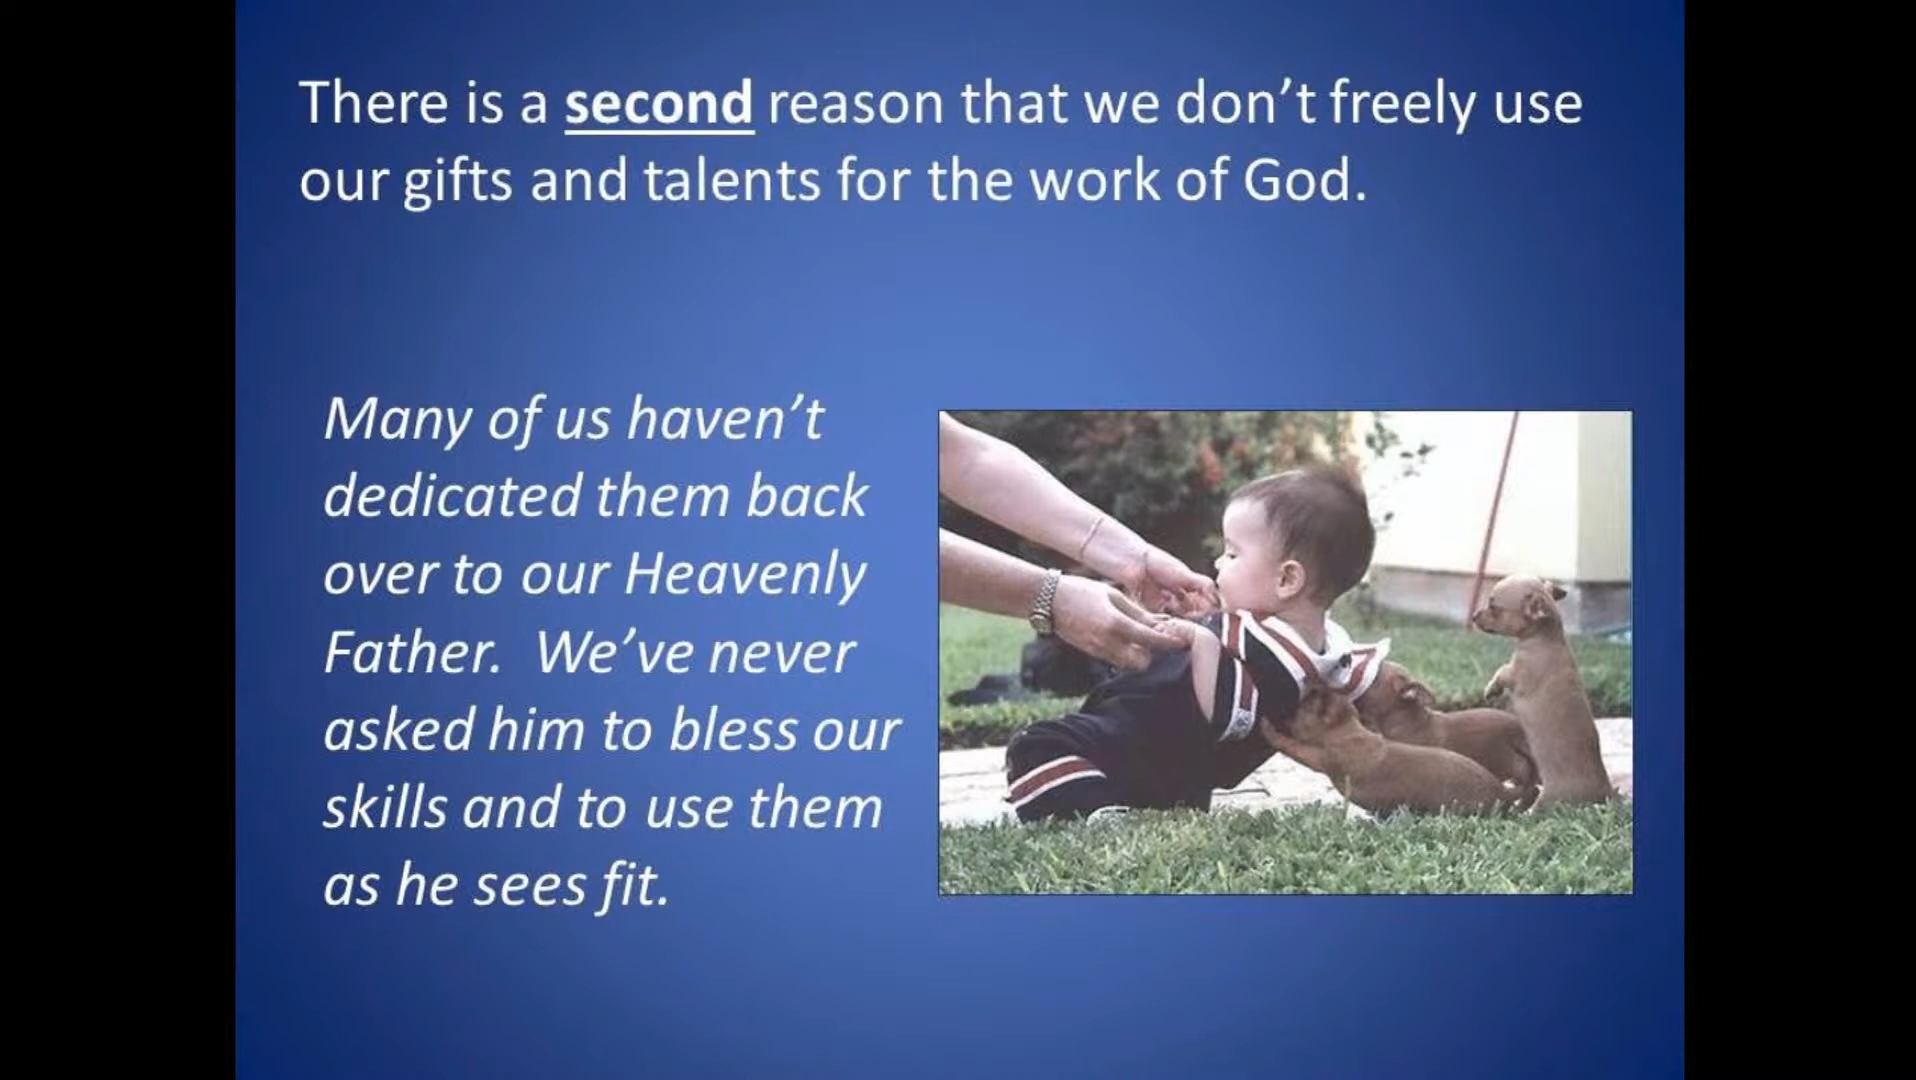 There is a second reason that we don’t freely use
our gifts and talents for the work of God.
Many of us haven’t
dedicated them back
over to our Heavenly
Father.  We’ve never
asked him to bless our
skills and to use them
as he sees fit.